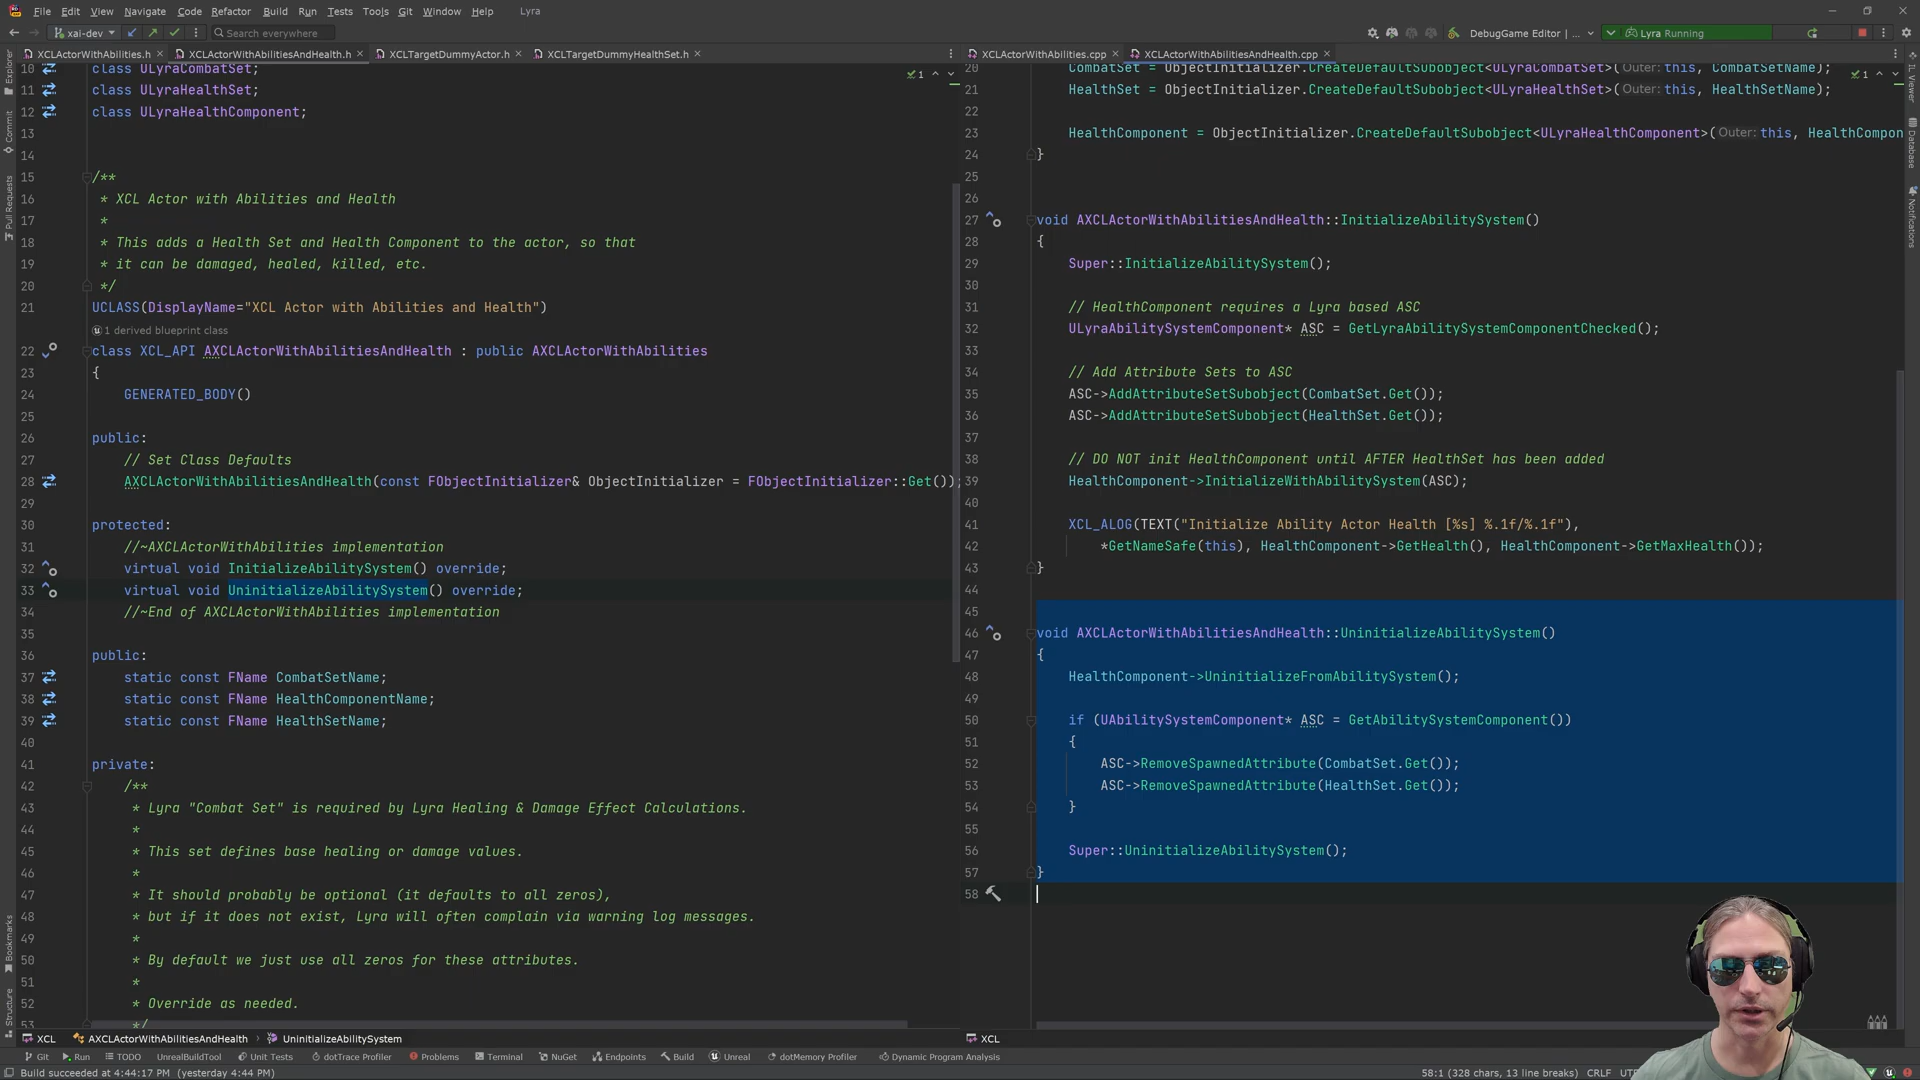 File Edit View Navigate Code Refactor Build Run Tests Tools Git Window Help Lyra
xai-dev Search everywhere DebugGame Editor | ... Lyra Running
XCLActorWithAbilities.h XCLActorWithAbilitiesAndHealth.h XCLTargetDummyActor.h XCLTargetDummyHealthSet.h
10 class ULyraCombatSet;
11 class ULyraHealthSet;
12 class ULyraHealthComponent;
13
14
15 /**
16 * XCL Actor with Abilities and Health
17 *
18 * This adds a Health Set and Health Component to the actor, so that
19 * it can be damaged, healed, killed, etc.
20 */
21 UCLASS(DisplayName="XCL Actor with Abilities and Health")
1 derived blueprint class
22 class XCL_API AXCLActorWithAbilitiesAndHealth : public AXCLActorWithAbilities
23 {
24 GENERATED_BODY()
25
26 public:
27 // Set Class Defaults
28 AXCLActorWithAbilitiesAndHealth(const FObjectInitializer& ObjectInitializer = FObjectInitializer::Get());
29
30 protected:
31 //~AXCLActorWithAbilities implementation
32 virtual void InitializeAbilitySystem() override;
33 virtual void UninitializeAbilitySystem() override;
34 //~End of AXCLActorWithAbilities implementation
35
36 public:
37 static const FName CombatSetName;
38 static const FName HealthComponentName;
39 static const FName HealthSetName;
40
41 private:
42 /**
43 * Lyra "Combat Set" is required by Lyra Healing & Damage Effect Calculations.
44 *
45 * This set defines base healing or damage values.
46 *
47 * It should probably be optional (it defaults to all zeros),
48 * but if it does not exist, Lyra will often complain via warning log messages.
49 *
50 * By default we just use all zeros for these attributes.
51 *
52 * Override as needed.
53 */
1
XCLActorWithAbilities.cpp XCLActorWithAbilitiesAndHealth.cpp
20 CombatSet = ObjectInitializer.CreateDefaultSubobject<ULyraCombatSet>(Outer: this, CombatSetName);
21 HealthSet = ObjectInitializer.CreateDefaultSubobject<ULyraHealthSet>(Outer: this, HealthSetName);
22
23 HealthComponent = ObjectInitializer.CreateDefaultSubobject<ULyraHealthComponent>(Outer: this, HealthCompon
24 }
25
26
27 void AXCLActorWithAbilitiesAndHealth::InitializeAbilitySystem()
28 {
29 Super::InitializeAbilitySystem();
30
31 // HealthComponent requires a Lyra based ASC
32 ULyraAbilitySystemComponent* ASC = GetLyraAbilitySystemComponentChecked();
33
34 // Add Attribute Sets to ASC
35 ASC->AddAttributeSetSubobject(CombatSet.Get());
36 ASC->AddAttributeSetSubobject(HealthSet.Get());
37
38 // DO NOT init HealthComponent until AFTER HealthSet has been added
39 HealthComponent->InitializeWithAbilitySystem(ASC);
40
41 XCL_ALOG(TEXT("Initialize Ability Actor Health [%s] %.1f/%.1f"),
42 *GetNameSafe(this), HealthComponent->GetHealth(), HealthComponent->GetMaxHealth());
43 }
44
45
46 void AXCLActorWithAbilitiesAndHealth::UninitializeAbilitySystem()
47 {
48 HealthComponent->UninitializeFromAbilitySystem();
49
50 if (UAbilitySystemComponent* ASC = GetAbilitySystemComponent())
51 {
52 ASC->RemoveSpawnedAttribute(CombatSet.Get());
53 ASC->RemoveSpawnedAttribute(HealthSet.Get());
54 }
55
56 Super::UninitializeAbilitySystem();
57 }
58
1
Explorer
Commit
Pull Requests
Bookmarks
Structure
IL Viewer
Database
Notifications
XCL AXCLActorWithAbilitiesAndHealth UninitializeAbilitySystem
XCL
Git Run TODO UnrealBuildTool Unit Tests dotTrace Profiler Problems Terminal NuGet Endpoints Build Unreal dotMemory Profiler Dynamic Program Analysis
Build succeeded at 4:44:17 PM (yesterday 4:44 PM) 58:1 (328 chars, 13 line breaks) CRLF